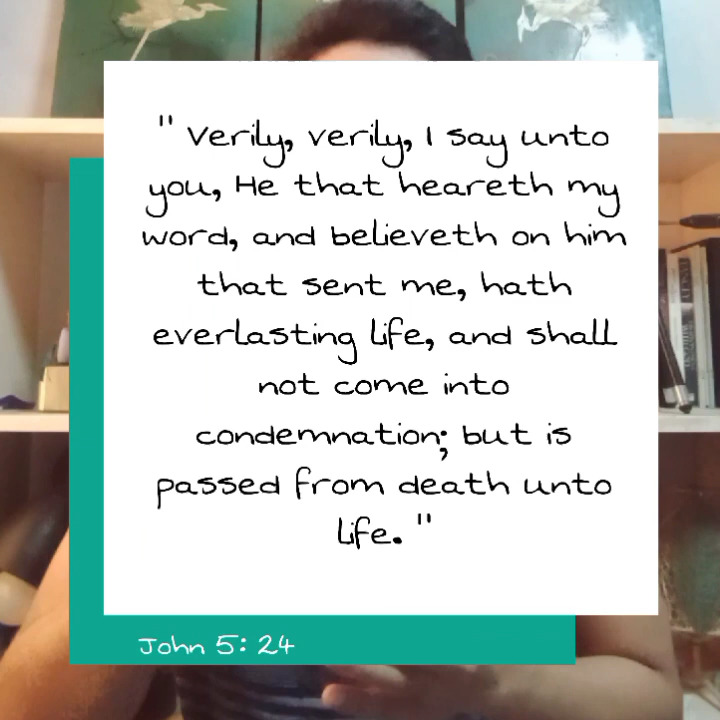 " Verily, verily, I say unto
you, He that heareth my
word, and believeth on him
that sent me, hath
everlasting life, and shall
not come into
condemnation; but is
passed from death unto
life. "
John 5: 24